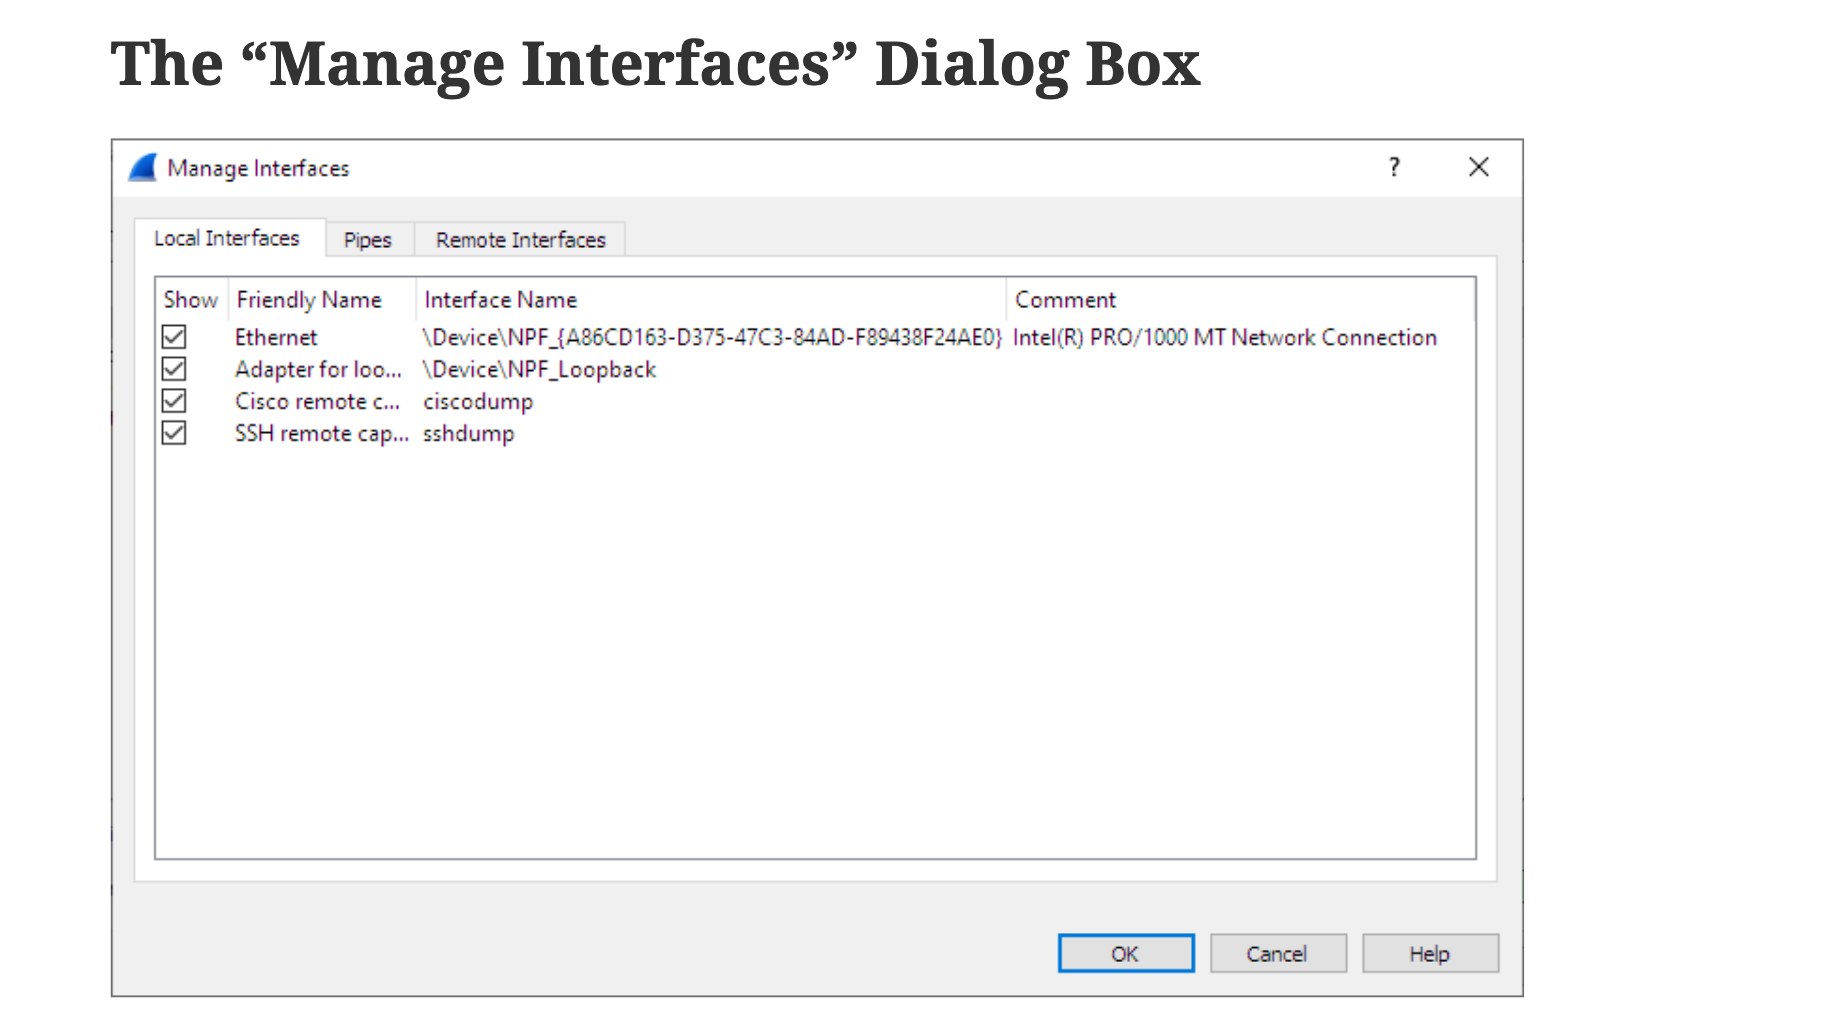 The “Manage Interfaces” Dialog Box
Manage Interfaces ?
Local Interfaces Pipes Remote Interfaces
Show Friendly Name Interface Name Comment
Ethernet \Device\NPF_{A86CD163-D375-47C3-84AD-F89438F24AE0} Intel(R) PRO/1000 MT Network Connection
Adapter for loo... \Device\NPF_Loopback
Cisco remote c... ciscodump
SSH remote cap... sshdump
OK Cancel Help